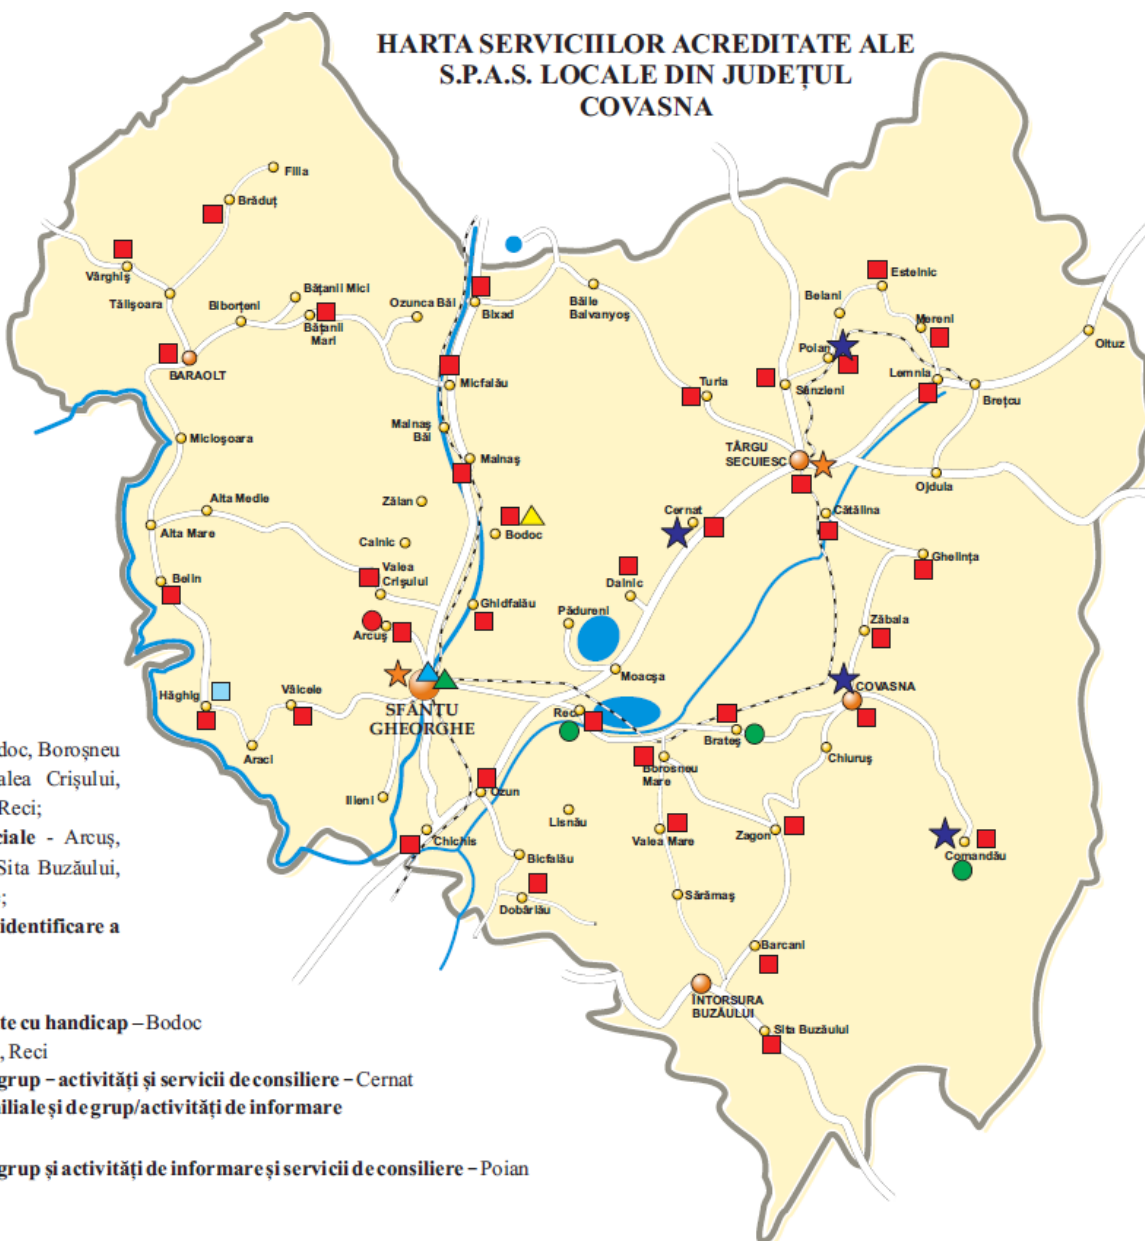 HARTA SERVICIILOR ACREDITATE ALE
S.P.A.S. LOCALE DIN JUDEȚUL
COVASNA
Filia
Brăduț
Vârghiș
Tălișoara
Biborțeni
Bățanii Mici
Bățanii
Mari
Ozunca Băi
Bixad
Băile
Balvanyoș
Estelnic
Belani
Mereni
Poian
Oltuz
Lemnia
Brețcu
Sânzieni
Turia
BARAOLT
Micfalău
Malnaș
Băi
Micloșoara
Malnaș
TÂRGU
SECUIESC
Ojdula
Aita Medie
Zălan
Cernat
Cătălina
Aita Mare
Bodoc
Calnic
Ghelința
Valea
Crișului
Dalnic
Belin
Ghidfalău
Pădureni
Zăbala
Arcuș
Moacșa
COVASNA
Hăghig
Vâlcele
SFÂNTU
GHEORGHE
Reci
Brateș
Araci
Chiuruș
Borosneu
Mare
Ilieni
Ozun
Lisnău
Valea Mare
Zagon
Chichis
Comandău
Bicfalău
Sărămaș
Dobârlău
Barcani
ÎNTORSURA
BUZĂULUI
Sita Buzăului
doc, Boroșneu
alea Crișului,
Reci;
ciale - Arcuș,
Sita Buzăului,
;
identificare a
te cu handicap – Bodoc
, Reci
grup – activități și servicii de consiliere – Cernat
niliale și de grup/activități de informare
grup și activități de informare și servicii de consiliere – Poian